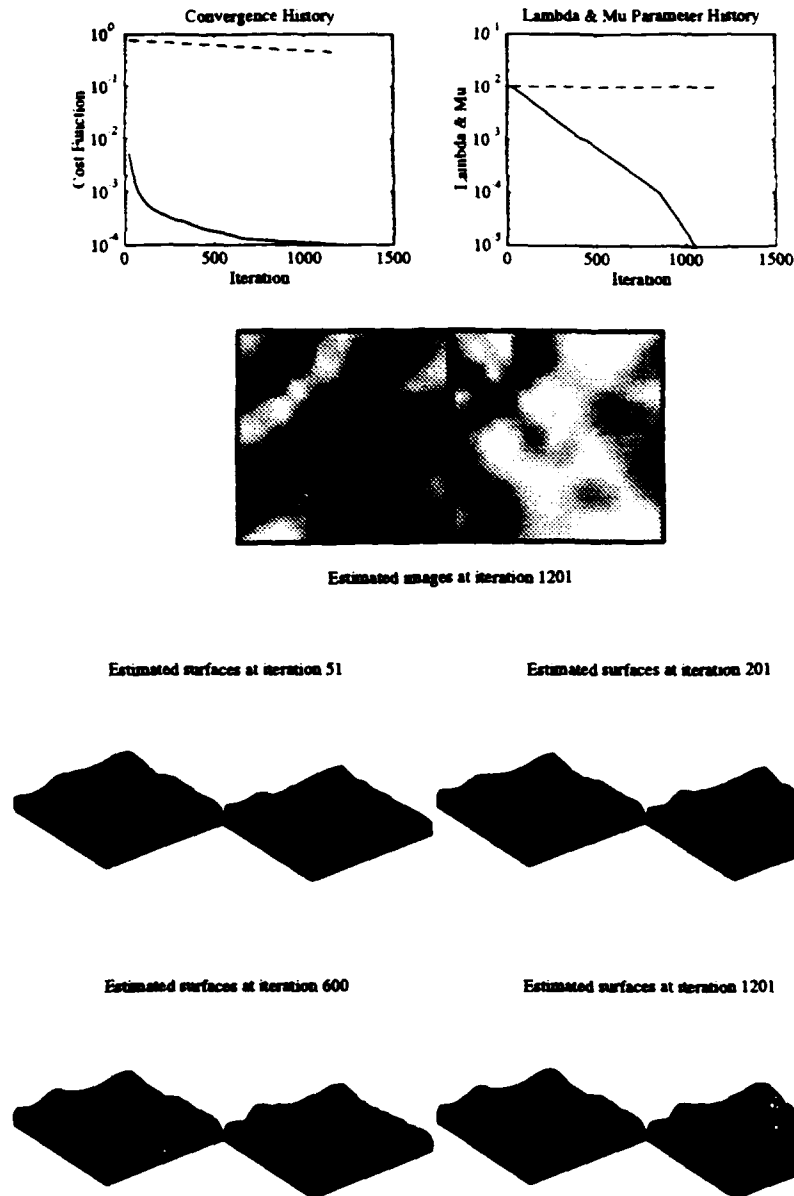 Convergence History
Lambda & Mu Parameter History
10^0
10^-1
10^-2
10^-3
10^-4
Cost Function
0
500
1000
1500
Iteration
10^1
10^2
10^3
10^-4
10^5
Lambda & Mu
0
500
1000
1500
Iteration
Estimated images at iteration 1201
Estimated surfaces at iteration 51
Estimated surfaces at iteration 201
Estimated surfaces at iteration 600
Estimated surfaces at iteration 1201